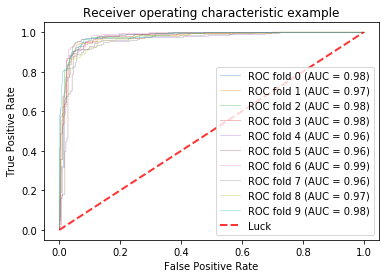 Receiver operating characteristic example
True Positive Rate
1.0
0.8
0.6
0.4
0.2
0.0
ROC fold 0 (AUC = 0.98)
ROC fold 1 (AUC = 0.97)
ROC fold 2 (AUC = 0.98)
ROC fold 3 (AUC = 0.98)
ROC fold 4 (AUC = 0.96)
ROC fold 5 (AUC = 0.96)
ROC fold 6 (AUC = 0.99)
ROC fold 7 (AUC = 0.96)
ROC fold 8 (AUC = 0.97)
ROC fold 9 (AUC = 0.98)
Luck
0.0 0.2 0.4 0.6 0.8 1.0
False Positive Rate